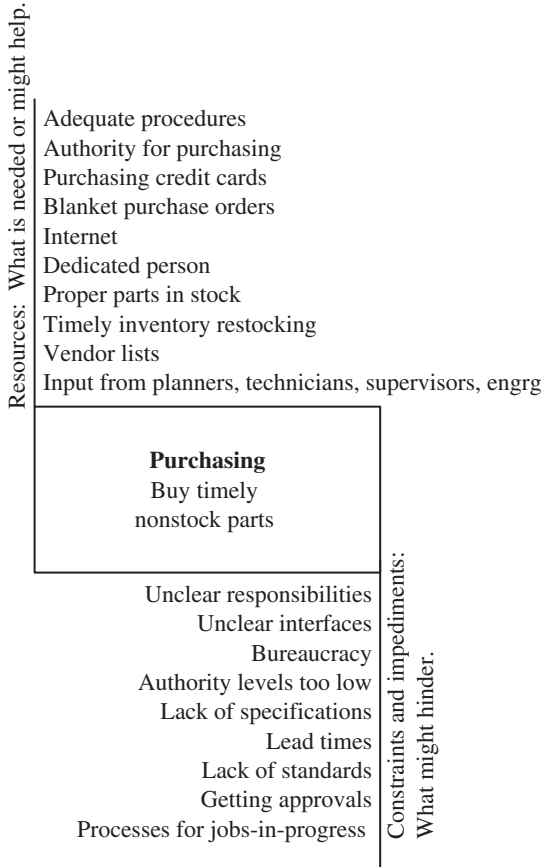 Resources: What is needed or might help.
Adequate procedures
Authority for purchasing
Purchasing credit cards
Blanket purchase orders
Internet
Dedicated person
Proper parts in stock
Timely inventory restocking
Vendor lists
Input from planners, technicians, supervisors, engrg
Purchasing
Buy timely
nonstock parts
Unclear responsibilities
Unclear interfaces
Bureaucracy
Authority levels too low
Lack of specifications
Lead times
Lack of standards
Getting approvals
Processes for jobs-in-progress
Constraints and impediments:
What might hinder.